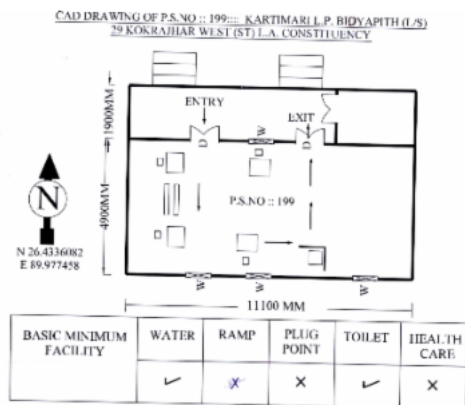 CAD DRAWING OF P.S.NO :: 199:::: KARTIMARI L.P. BIDYAPITH (L/S)
29 KOKRAJHAR WEST (ST) L.A. CONSTITUENCY
ENTRY
EXIT
1900MM
D
W
D
4900MM
P.S.NO :: 199
N
N 26.4336082
E 89.977458
W
W
W
11100 MM
BASIC MINIMUM FACILITY
WATER
RAMP
PLUG POINT
TOILET
HEALTH CARE
✓
✗
✓
✗